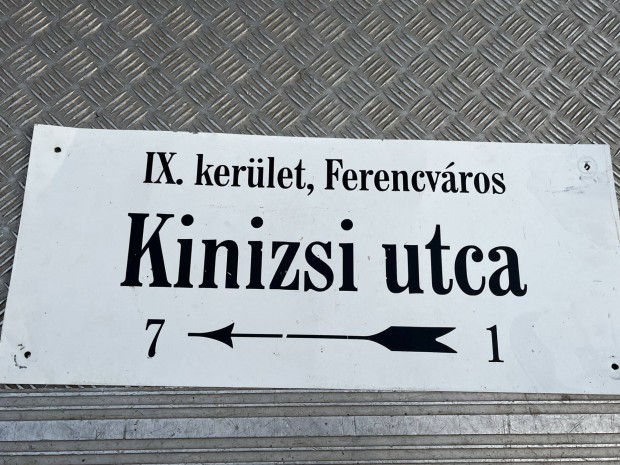 IX. kerület, Ferencváros
Kinizsi utca
7 1